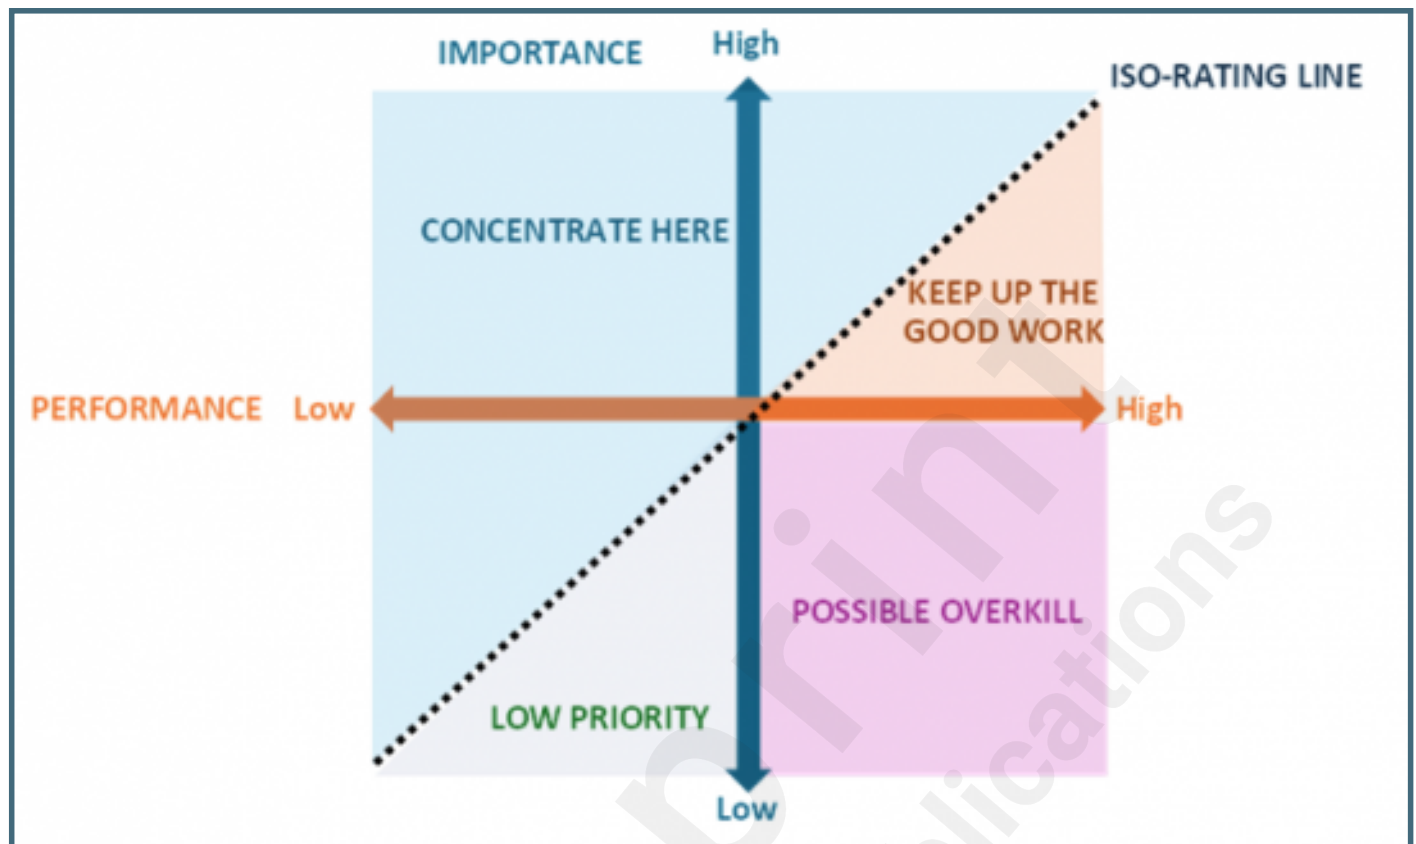 IMPORTANCE
High
ISO-RATING LINE
CONCENTRATE HERE
KEEP UP THE
GOOD WORK
PERFORMANCE Low
High
POSSIBLE OVERKILL
LOW PRIORITY
Low
print